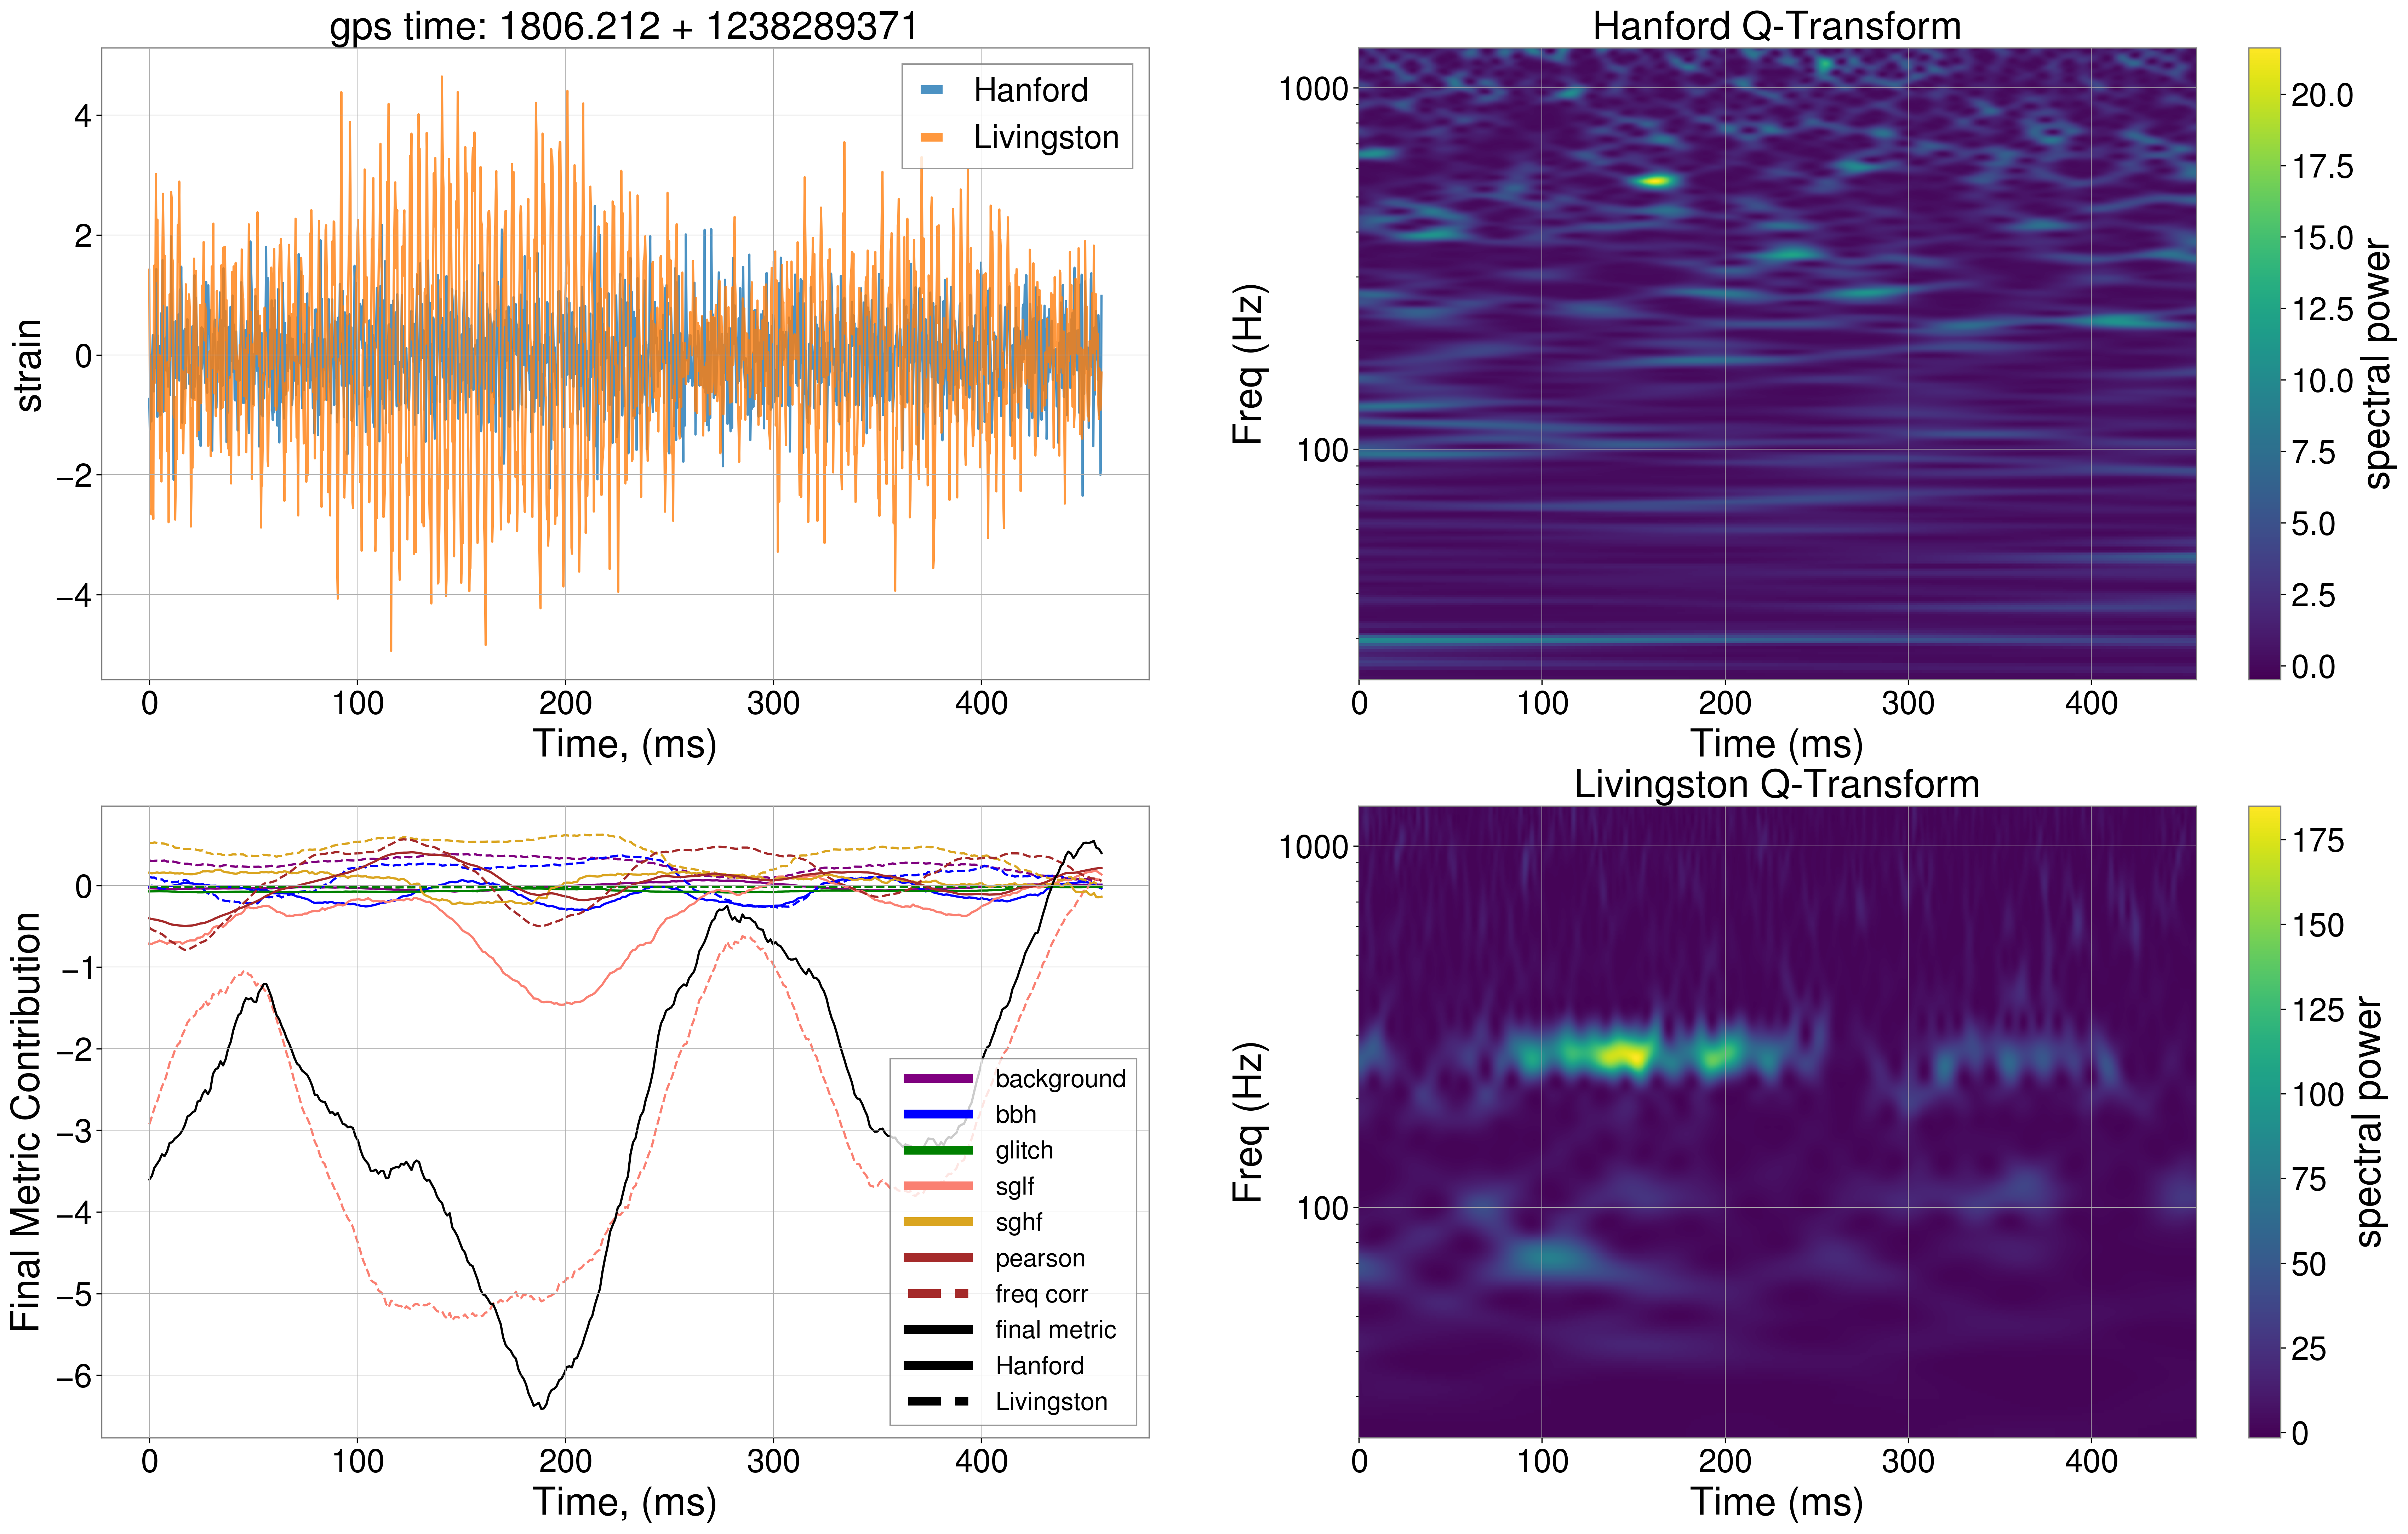 gps time: 1806.212 + 1238289371
strain
4
2
0
−2
−4
Hanford
Livingston
0
100
200
300
400
Time, (ms)
Hanford Q-Transform
Freq (Hz)
1000
100
0
100
200
300
400
Time (ms)
20.0
17.5
15.0
12.5
10.0
7.5
5.0
2.5
0.0
spectral power
Final Metric Contribution
0
−1
−2
−3
−4
−5
−6
background
bbh
glitch
sglf
sghf
pearson
freq corr
final metric
Hanford
Livingston
0
100
200
300
400
Time, (ms)
Livingston Q-Transform
Freq (Hz)
1000
100
0
100
200
300
400
Time (ms)
175
150
125
100
75
50
25
0
spectral power